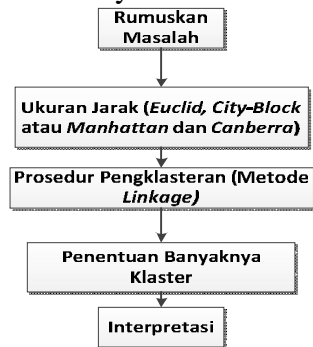 Rumuskan
Masalah
Ukuran Jarak (Euclid, City-Block
atau Manhattan dan Canberra)
Prosedur Pengklasteran (Metode
Linkage)
Penentuan Banyaknya
Klaster
Interpretasi